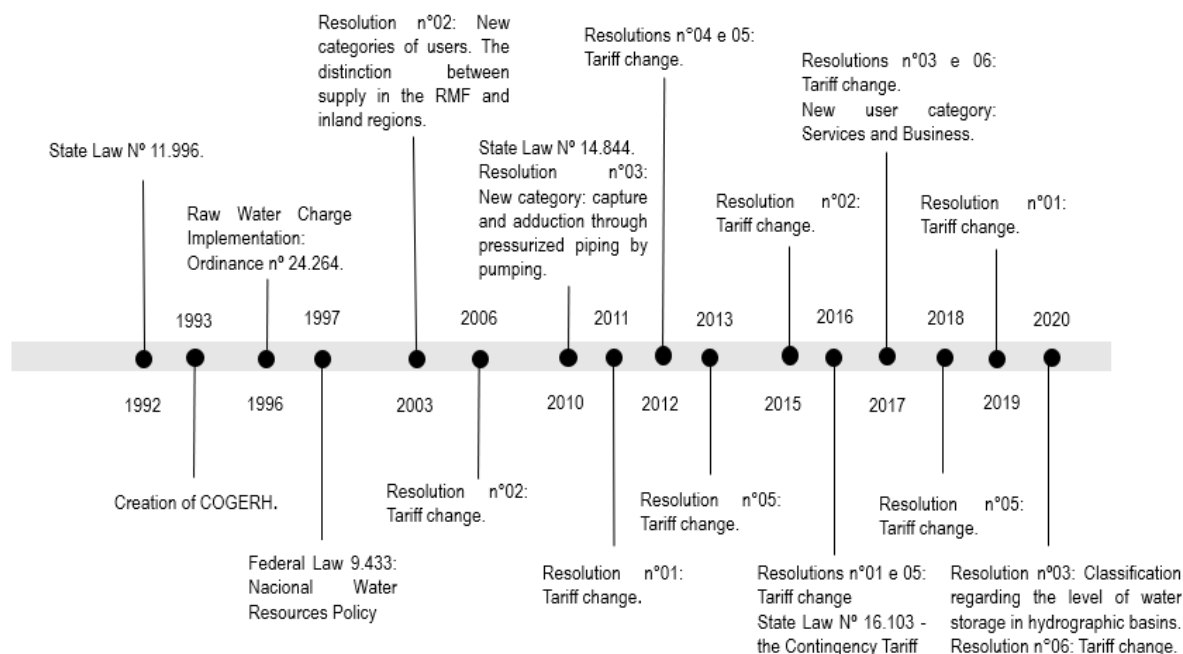 Resolution n°02: New
categories of users. The
distinction between
supply in the RMF and
inland regions.
Resolutions n°04 e 05:
Tariff change.
Resolutions n°03 e 06:
Tariff change.
New user category:
Services and Business.
State Law Nº 11.996.
State Law Nº 14.844.
Resolution n°03:
New category: capture
and adduction through
pressurized piping by
pumping.
Raw Water Charge
Implementation:
Ordinance nº 24.264.
Resolution n°02:
Tariff change.
Resolution n°01:
Tariff change.
1993
1997
2006
2011
2013
2016
2018
2020
1992
1996
2003
2010
2012
2015
2017
2019
Creation of COGERH.
Resolution n°02:
Tariff change.
Resolution n°05:
Tariff change.
Resolution n°05:
Tariff change.
Federal Law 9.433:
Nacional Water
Resources Policy
Resolution n°01:
Tariff change.
Resolutions n°01 e 05:
Tariff change
State Law Nº 16.103 -
the Contingency Tariff
Resolution nº03: Classification
regarding the level of water
storage in hydrographic basins.
Resolution n°06: Tariff change.